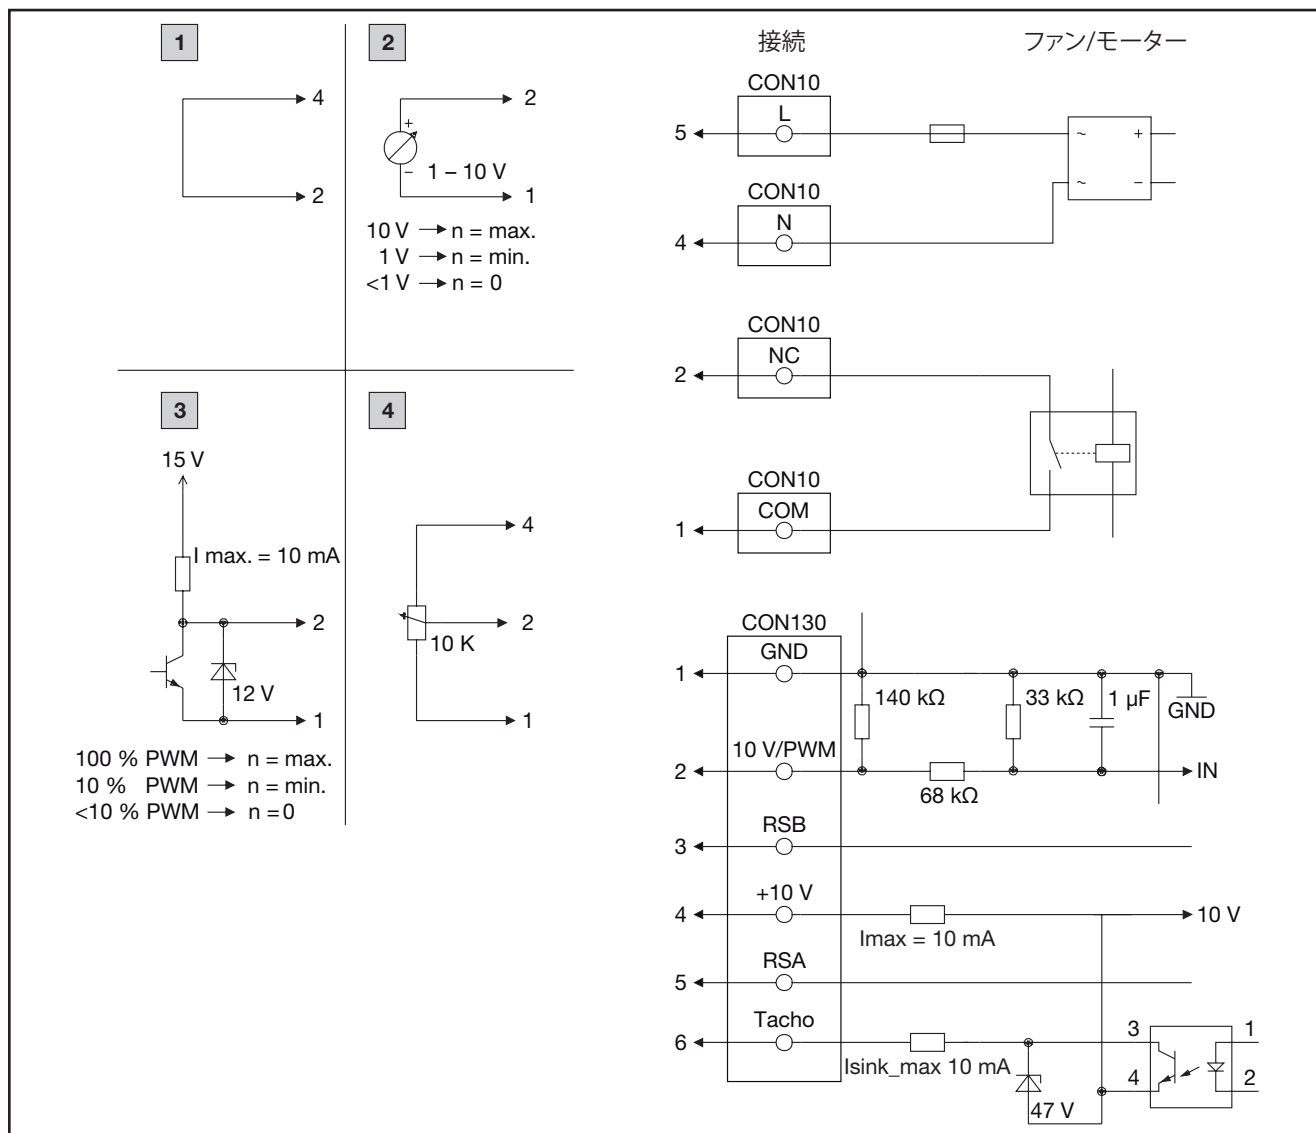 1
4
2
2
2
+
−
1 – 10 V
1
10 V → n = max.
1 V → n = min.
<1 V → n = 0
3
15 V
I max. = 10 mA
2
12 V
1
100 % PWM → n = max.
10 % PWM → n = min.
<10 % PWM → n = 0
4
4
2
10 K
1
接続
ファン/モーター
CON10
L
5
~ +
CON10
~ −
N
4
CON10
NC
2
CON10
COM
1
CON130
GND
1
140 kΩ
33 kΩ
1 µF
GND
10 V/PWM
2
IN
68 kΩ
RSB
3
+10 V
4
10 V
Imax = 10 mA
RSA
5
Tacho
6
3
1
Isink_max 10 mA
4
2
47 V